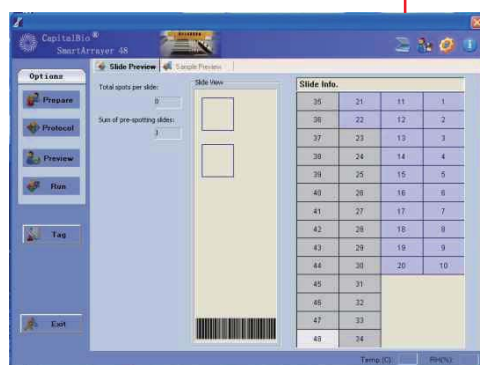 CapitalBio®
SmartArrayer 48
Options
Prepare
Protocol
Preview
Run
Tag
Exit
Slide Preview
Sample Preview
Total spots per slide:
0
Sum of pre-spotting slides:
3
Slide View
Slide Info.
35 21 11 1
36 22 12 2
37 23 13 3
38 24 14 4
39 25 15 5
40 26 16 6
41 27 17 7
42 28 18 8
43 29 19 9
44 30 20 10
45 31
46 32
47 33
48 34
Temp (C):
RH(%):